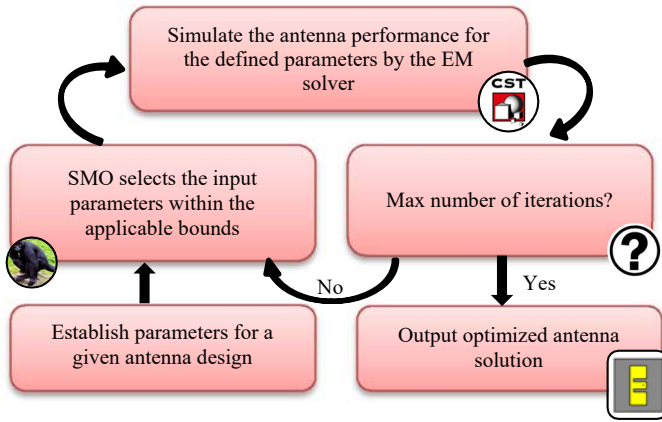 Simulate the antenna performance for
the defined parameters by the EM
solver
CST
SMO selects the input
parameters within the
applicable bounds
Max number of iterations?
?
No
Yes
Establish parameters for a
given antenna design
Output optimized antenna
solution